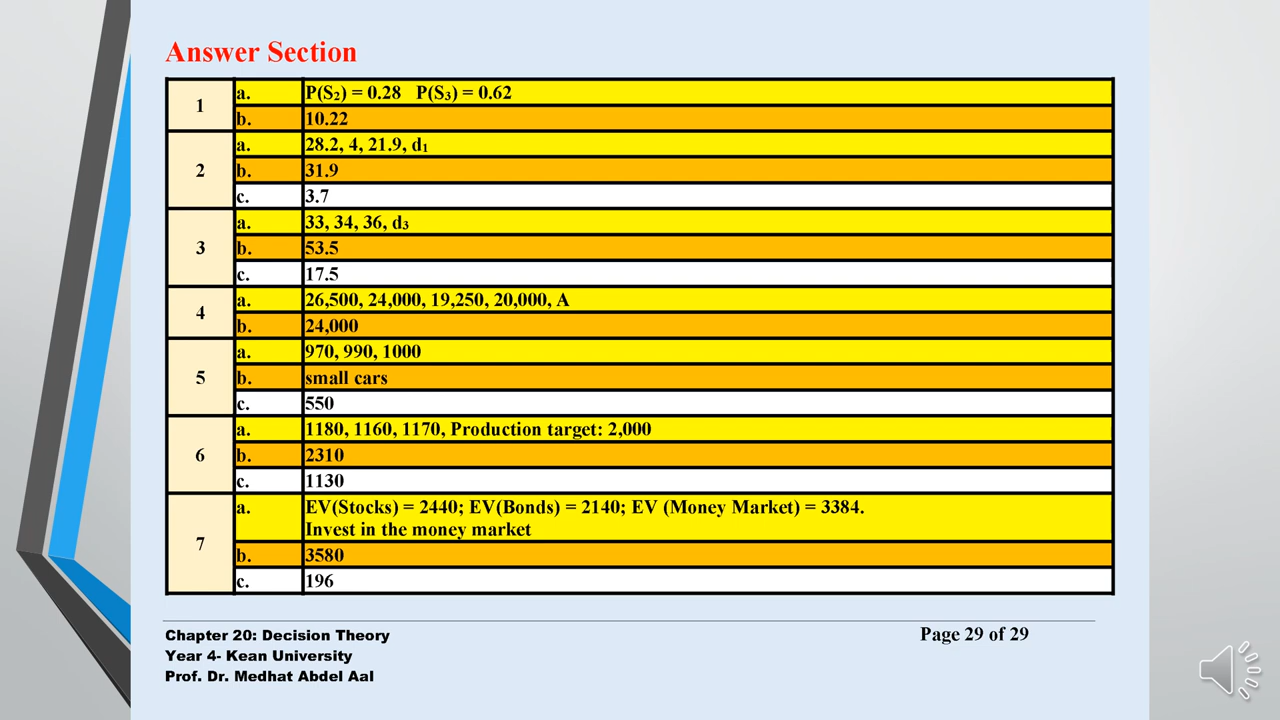 Answer Section
1
a. P(S₂) = 0.28 P(S₃) = 0.62
b. 10.22
2
a. 28.2, 4, 21.9, d₁
b. 31.9
c. 3.7
3
a. 33, 34, 36, d₃
b. 53.5
c. 17.5
4
a. 26,500, 24,000, 19,250, 20,000, A
b. 24,000
5
a. 970, 990, 1000
b. small cars
c. 550
6
a. 1180, 1160, 1170, Production target: 2,000
b. 2310
c. 1130
7
a. EV(Stocks) = 2440; EV(Bonds) = 2140; EV (Money Market) = 3384.
Invest in the money market
b. 3580
c. 196
Chapter 20: Decision Theory Page 29 of 29
Year 4- Kean University
Prof. Dr. Medhat Abdel Aal